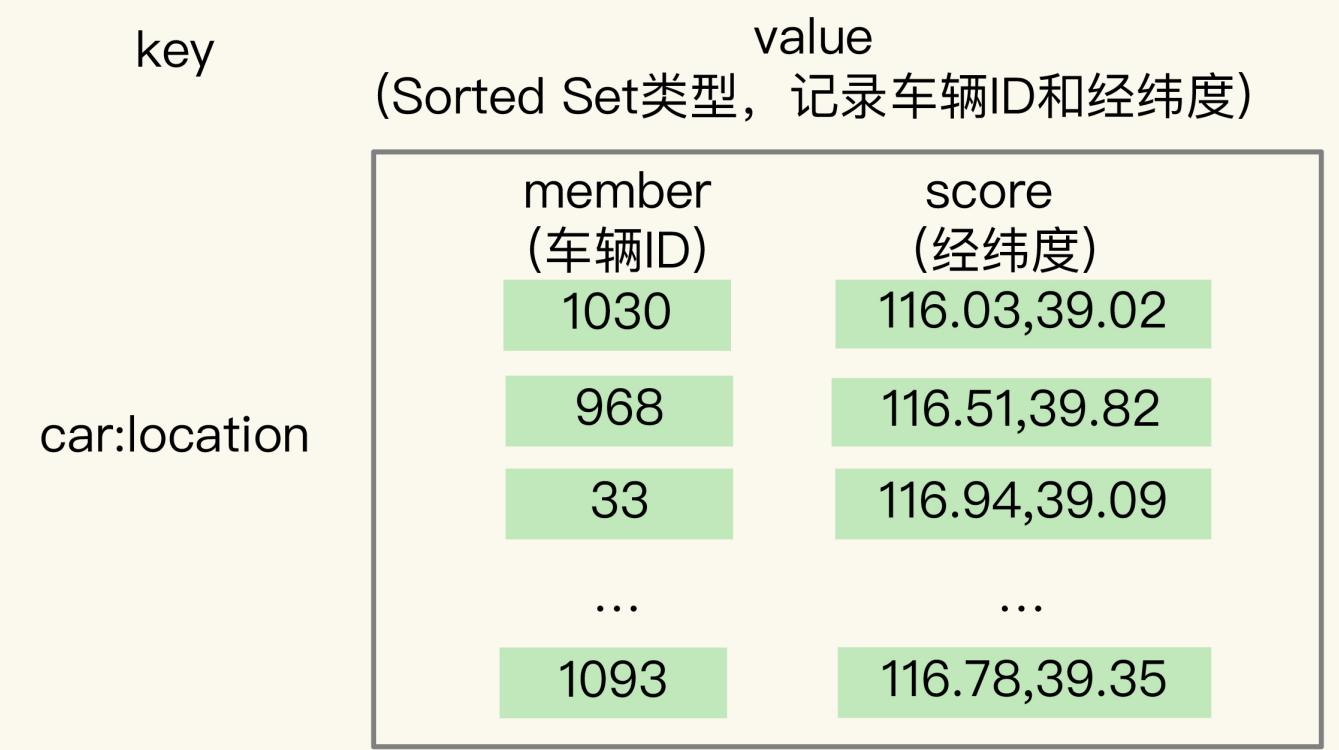 key
value
(Sorted Set类型，记录车辆ID和经纬度)
member
score
(车辆ID)
(经纬度)
1030
116.03,39.02
968
116.51,39.82
car:location
33
116.94,39.09
...
...
1093
116.78,39.35